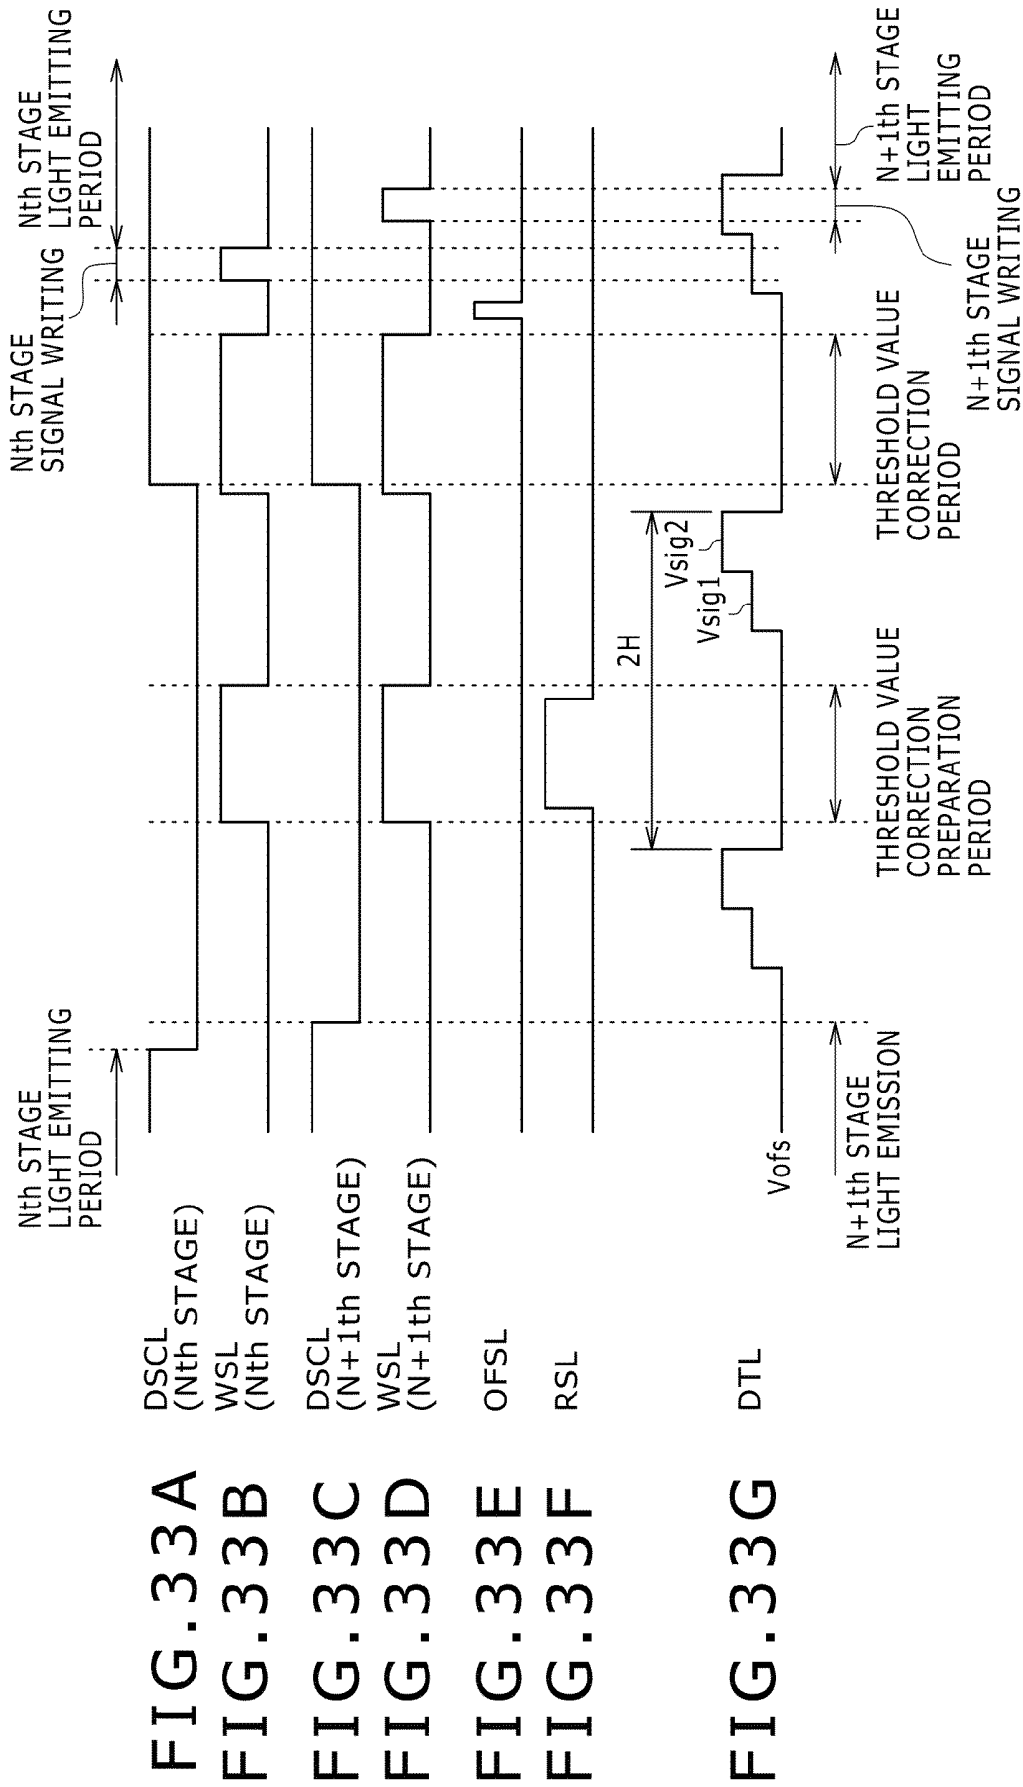 Nth STAGE
LIGHT EMITTING
PERIOD
Nth STAGE
SIGNAL WRITING
Nth STAGE
LIGHT EMITTING
PERIOD
FIG.33A
DSCL
(Nth STAGE)
FIG.33B
WSL
(Nth STAGE)
FIG.33C
DSCL
(N+1th STAGE)
FIG.33D
WSL
(N+1th STAGE)
FIG.33E
OFSL
FIG.33F
RSL
2H
Vsig2
Vsig1
FIG.33G
DTL
Vofs
N+1th STAGE
LIGHT EMISSION
THRESHOLD VALUE
CORRECTION
PREPARATION
PERIOD
THRESHOLD VALUE
CORRECTION
PERIOD
N+1th STAGE
SIGNAL WRITING
N+1th STAGE
LIGHT
EMITTING
PERIOD